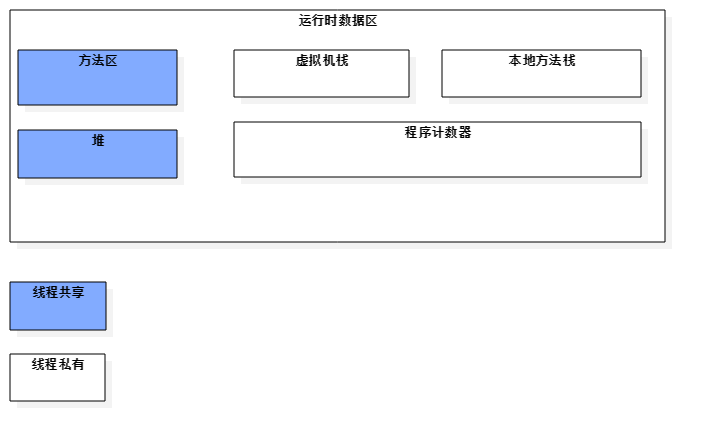 运行时数据区
方法区
虚拟机栈
本地方法栈
堆
程序计数器
线程共享
线程私有